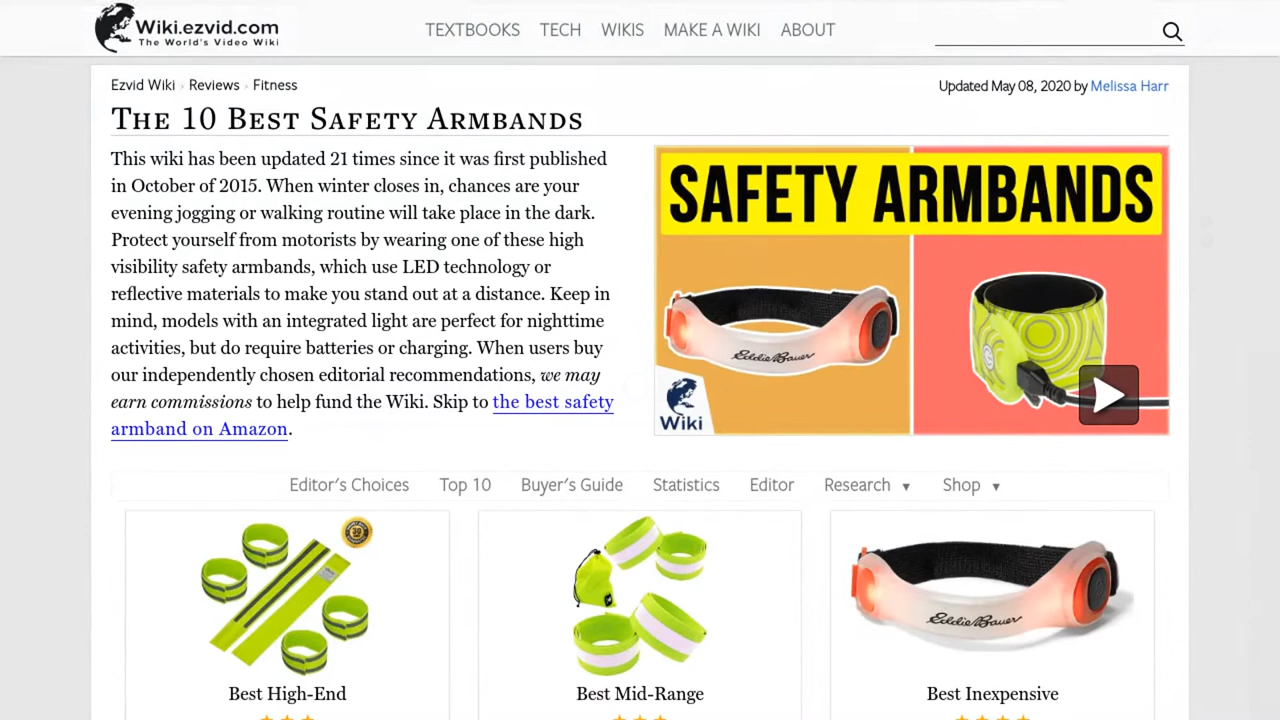 Wiki.ezvid.com
The World's Video Wiki
TEXTBOOKS TECH WIKIS MAKE A WIKI ABOUT
Ezvid Wiki › Reviews › Fitness
Updated May 08, 2020 by Melissa Harr
The 10 Best Safety Armbands
This wiki has been updated 21 times since it was first published
in October of 2015. When winter closes in, chances are your
evening jogging or walking routine will take place in the dark.
Protect yourself from motorists by wearing one of these high
visibility safety armbands, which use LED technology or
reflective materials to make you stand out at a distance. Keep in
mind, models with an integrated light are perfect for nighttime
activities, but do require batteries or charging. When users buy
our independently chosen editorial recommendations, we may
earn commissions to help fund the Wiki. Skip to the best safety
armband on Amazon.
SAFETY ARMBANDS
Eddie Bauer
Wiki
Editor's Choices Top 10 Buyer's Guide Statistics Editor Research ▼ Shop ▼
Eddie Bauer
Best High-End
Best Mid-Range
Best Inexpensive